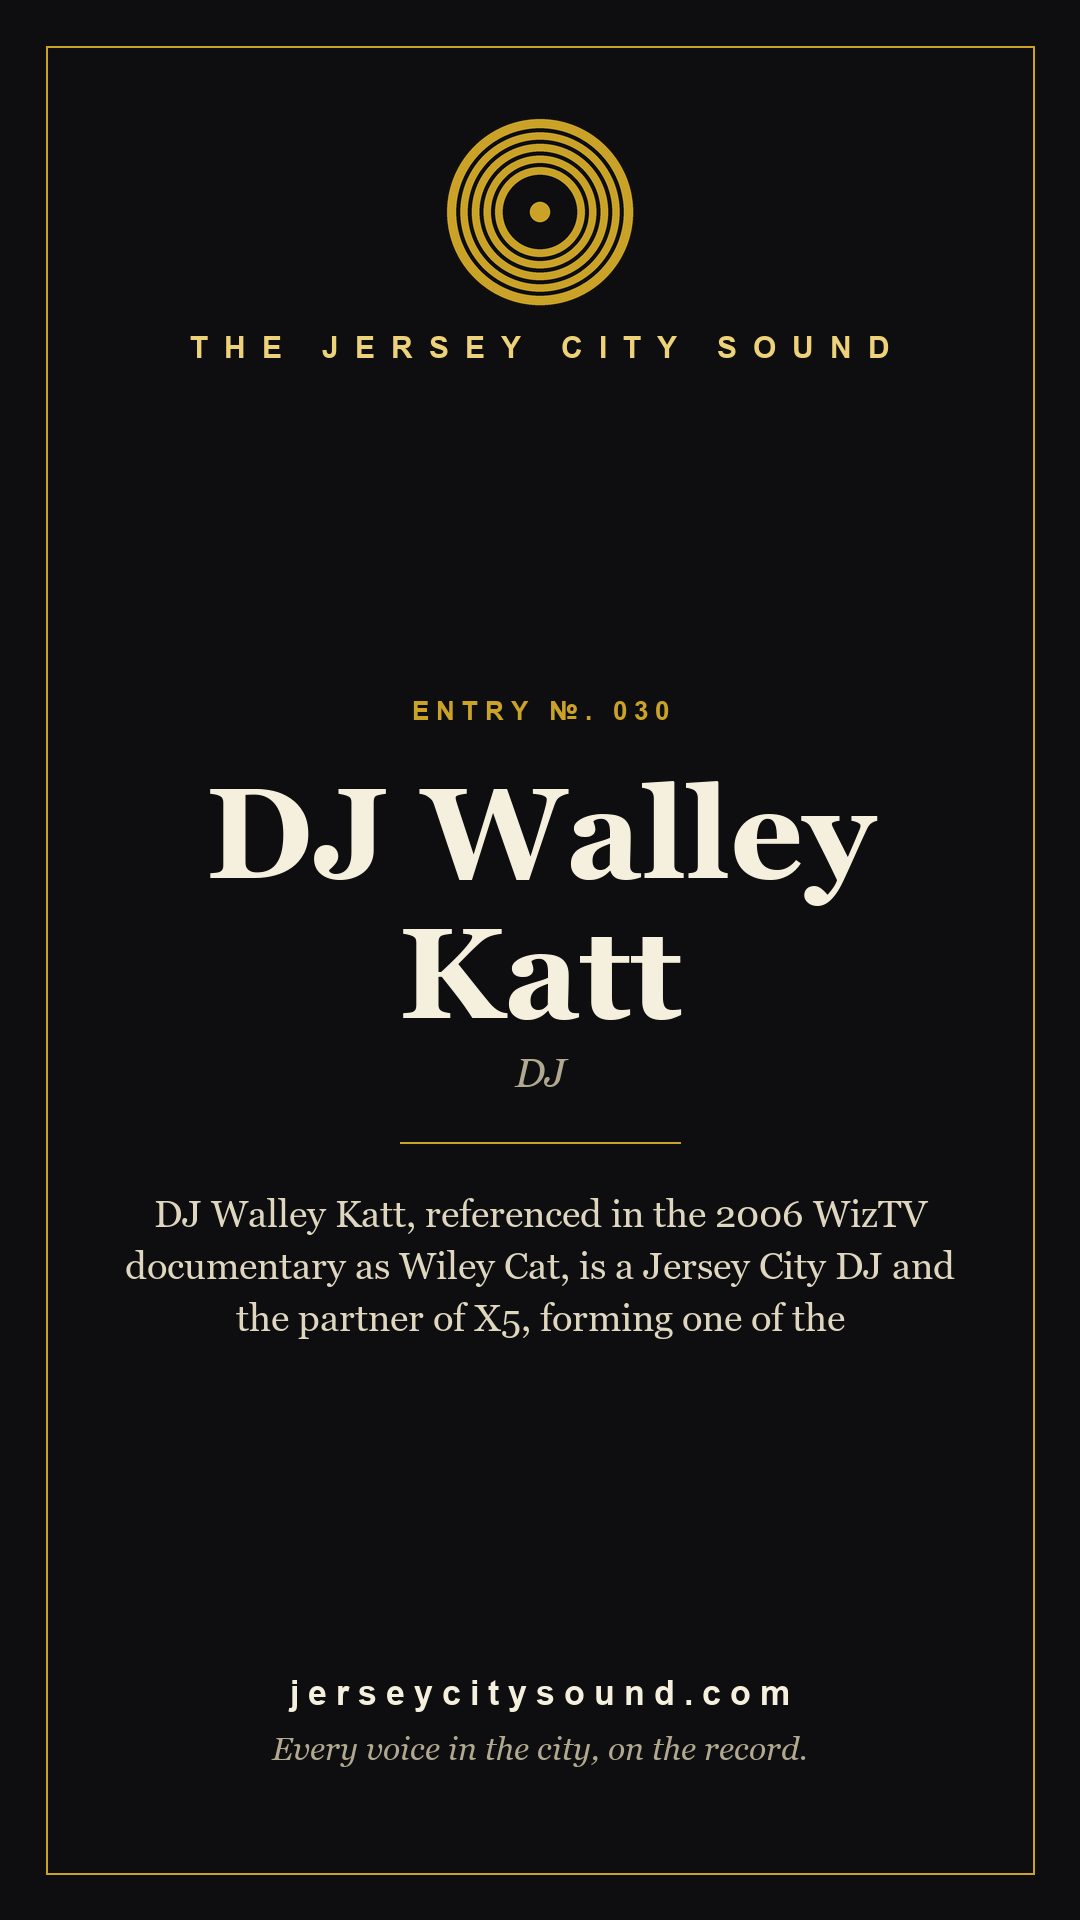 THE JERSEY CITY SOUND
ENTRY №. 030
DJ Walley
Katt
DJ
DJ Walley Katt, referenced in the 2006 WizTV
documentary as Wiley Cat, is a Jersey City DJ and
the partner of X5, forming one of the
jerseycitysound.com
Every voice in the city, on the record.